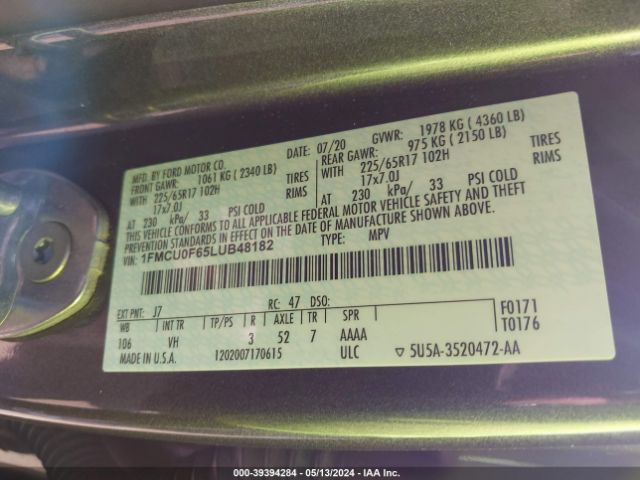 MFD. BY FORD MOTOR CO. DATE: 07/20 GVWR: 1978 KG ( 4360 LB)
FRONT GAWR: 1061 KG ( 2340 LB) REAR GAWR: 975 KG ( 2150 LB)
WITH 225/65R17 102H TIRES WITH 225/65R17 102H TIRES
17x7.0J RIMS 17x7.0J RIMS
AT 230 kPa/ 33 PSI COLD AT 230 kPa/ 33 PSI COLD
THIS VEHICLE CONFORMS TO ALL APPLICABLE FEDERAL MOTOR VEHICLE SAFETY AND THEFT
PREVENTION STANDARDS IN EFFECT ON THE DATE OF MANUFACTURE SHOWN ABOVE.
VIN: 1FMCU0F65LUB48182 TYPE: MPV
EXT PNT: J7 RC: 47 DSO: F0171
WB INT TR TP/PS R AXLE TR SPR T0176
106 VH 3 52 7 AAAA
MADE IN U.S.A. 1202007170615 ULC ▽ 5U5A-3520472-AA
000-39394284 - 05/13/2024 - IAA Inc.